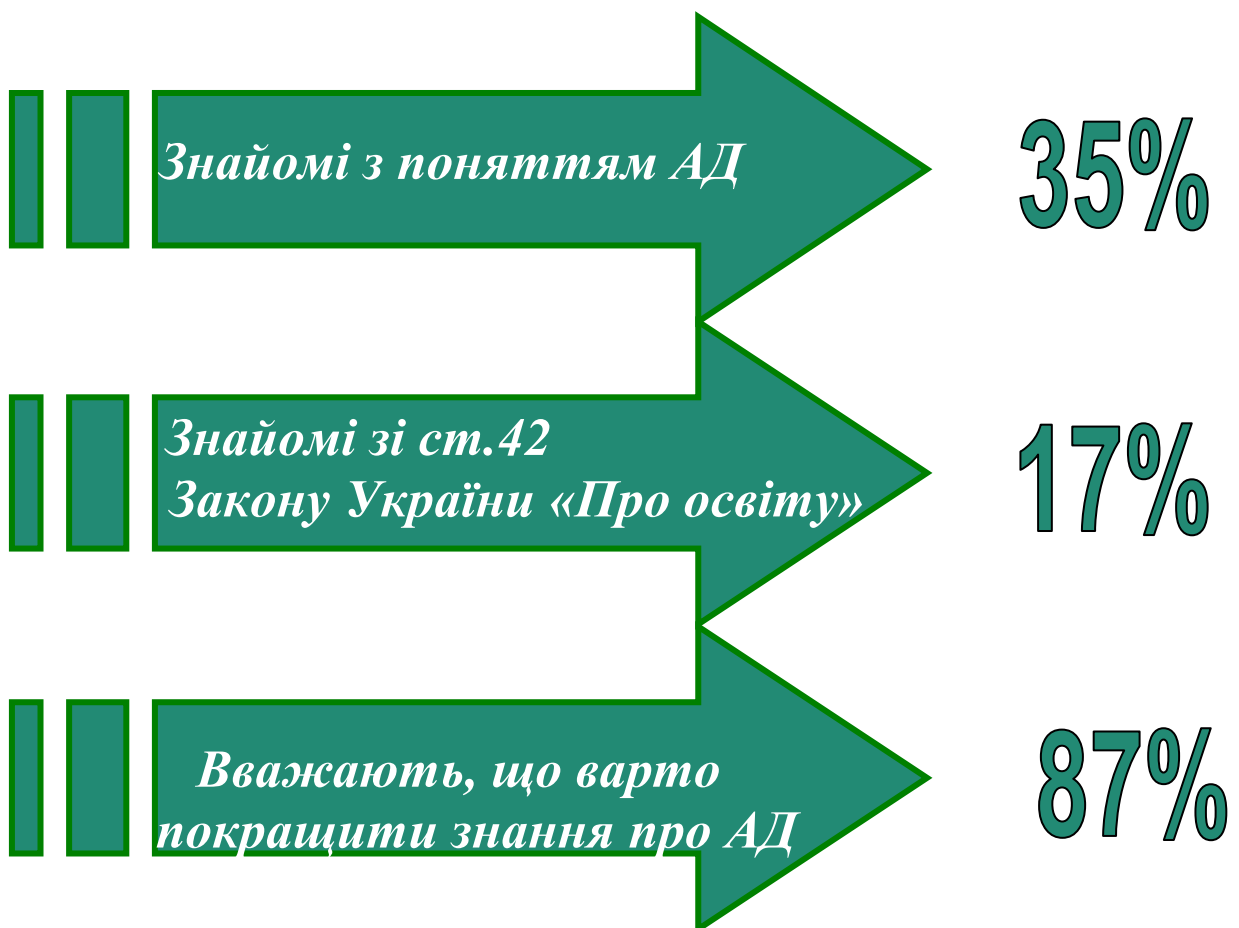 Знайомі з поняттям АД
35%
Знайомі зі ст.42
Закону України «Про освіту»
17%
Вважають, що варто
покращити знання про АД
87%